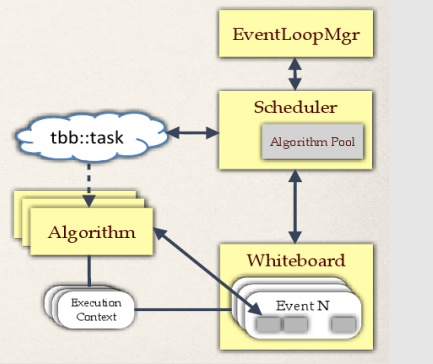 EventLoopMgr
Scheduler
Algorithm Pool
tbb::task
Algorithm
Whiteboard
Event N
Execution
Context